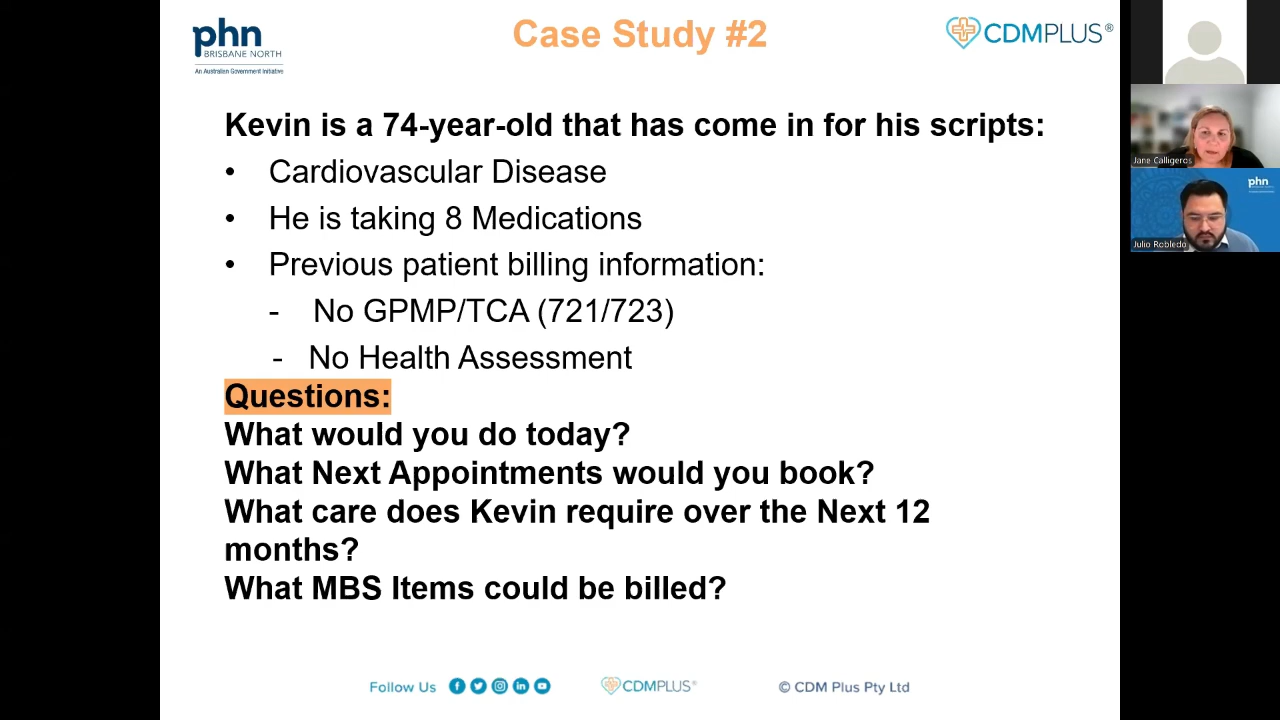 phn
BRISBANE NORTH
An Australian Government Initiative
Case Study #2
CDMPLUS®
Kevin is a 74-year-old that has come in for his scripts:
• Cardiovascular Disease
• He is taking 8 Medications
• Previous patient billing information:
- No GPMP/TCA (721/723)
- No Health Assessment
Questions:
What would you do today?
What Next Appointments would you book?
What care does Kevin require over the Next 12
months?
What MBS Items could be billed?
Follow Us
CDMPLUS®
© CDM Plus Pty Ltd
Jane Calligeros
phn
Julio Robledo